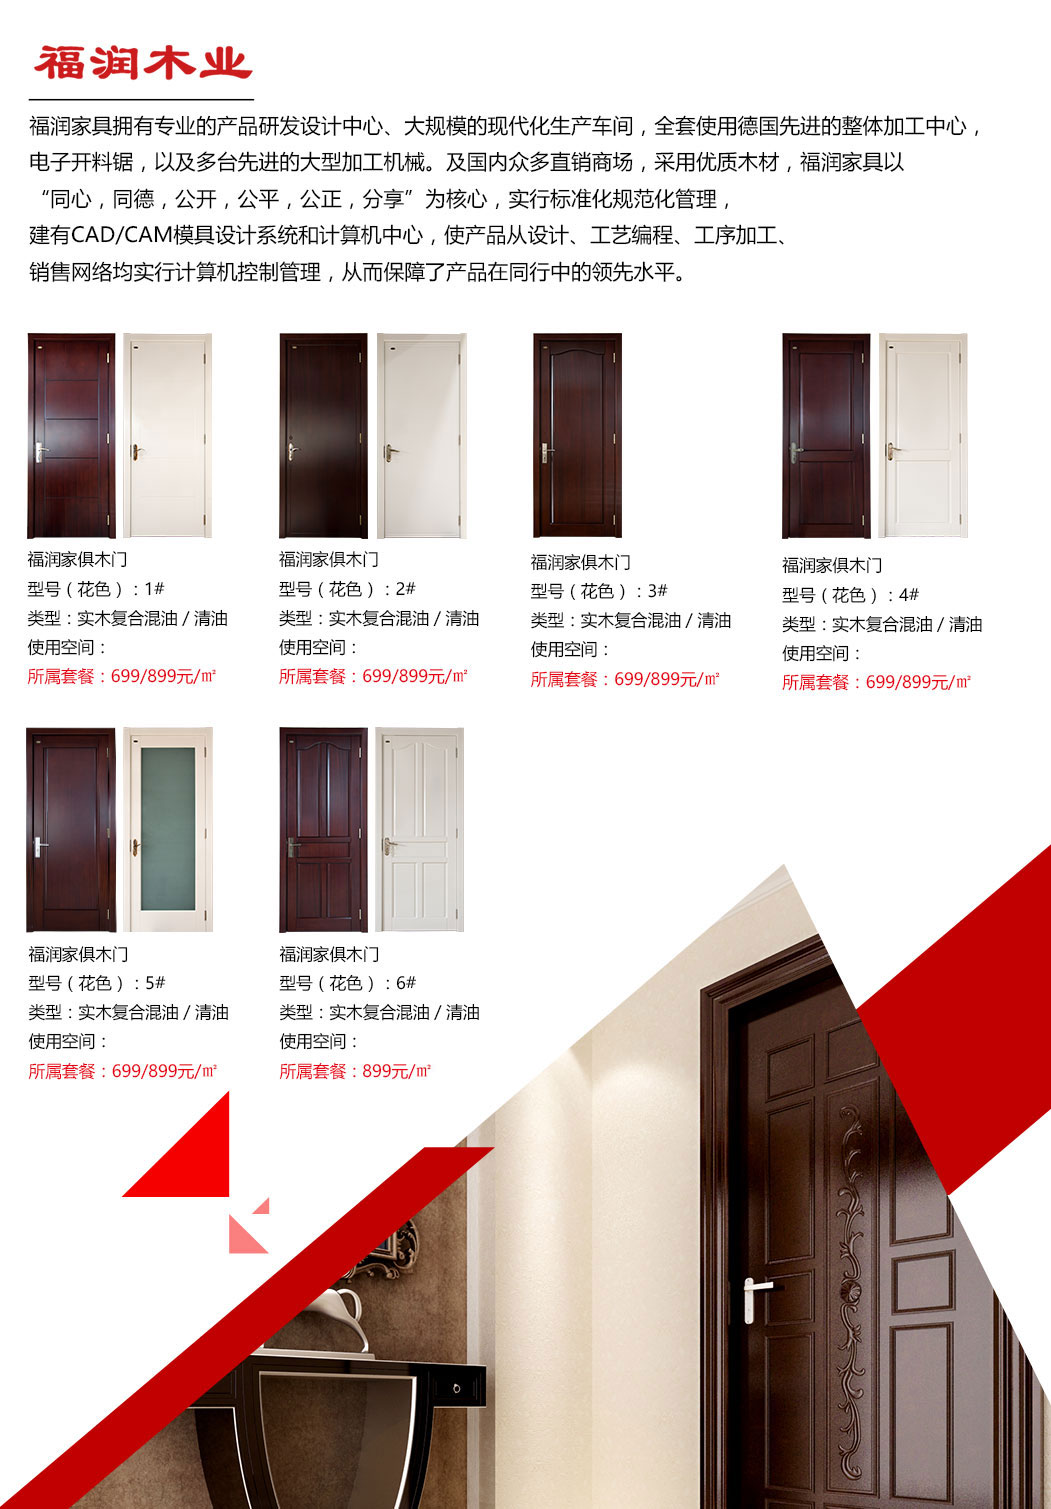 福润木业
福润家具拥有专业的产品研发设计中心、大规模的现代化生产车间，全套使用德国先进的整体加工中心，
电子开料锯，以及多台先进的大型加工机械。及国内众多直销商场，采用优质木材，福润家具以
“同心，同德，公开，公平，公正，分享”为核心，实行标准化规范化管理，
建有CAD/CAM模具设计系统和计算机中心，使产品从设计、工艺编程、工序加工、
销售网络均实行计算机控制管理，从而保障了产品在同行中的领先水平。
福润家俱木门
型号（花色）：1#
类型：实木复合混油 / 清油
使用空间：
所属套餐：699/899元/㎡
福润家俱木门
型号（花色）：2#
类型：实木复合混油 / 清油
使用空间：
所属套餐：699/899元/㎡
福润家俱木门
型号（花色）：3#
类型：实木复合混油 / 清油
使用空间：
所属套餐：699/899元/㎡
福润家俱木门
型号（花色）：4#
类型：实木复合混油 / 清油
使用空间：
所属套餐：699/899元/㎡
福润家俱木门
型号（花色）：5#
类型：实木复合混油 / 清油
使用空间：
所属套餐：699/899元/㎡
福润家俱木门
型号（花色）：6#
类型：实木复合混油 / 清油
使用空间：
所属套餐：899元/㎡